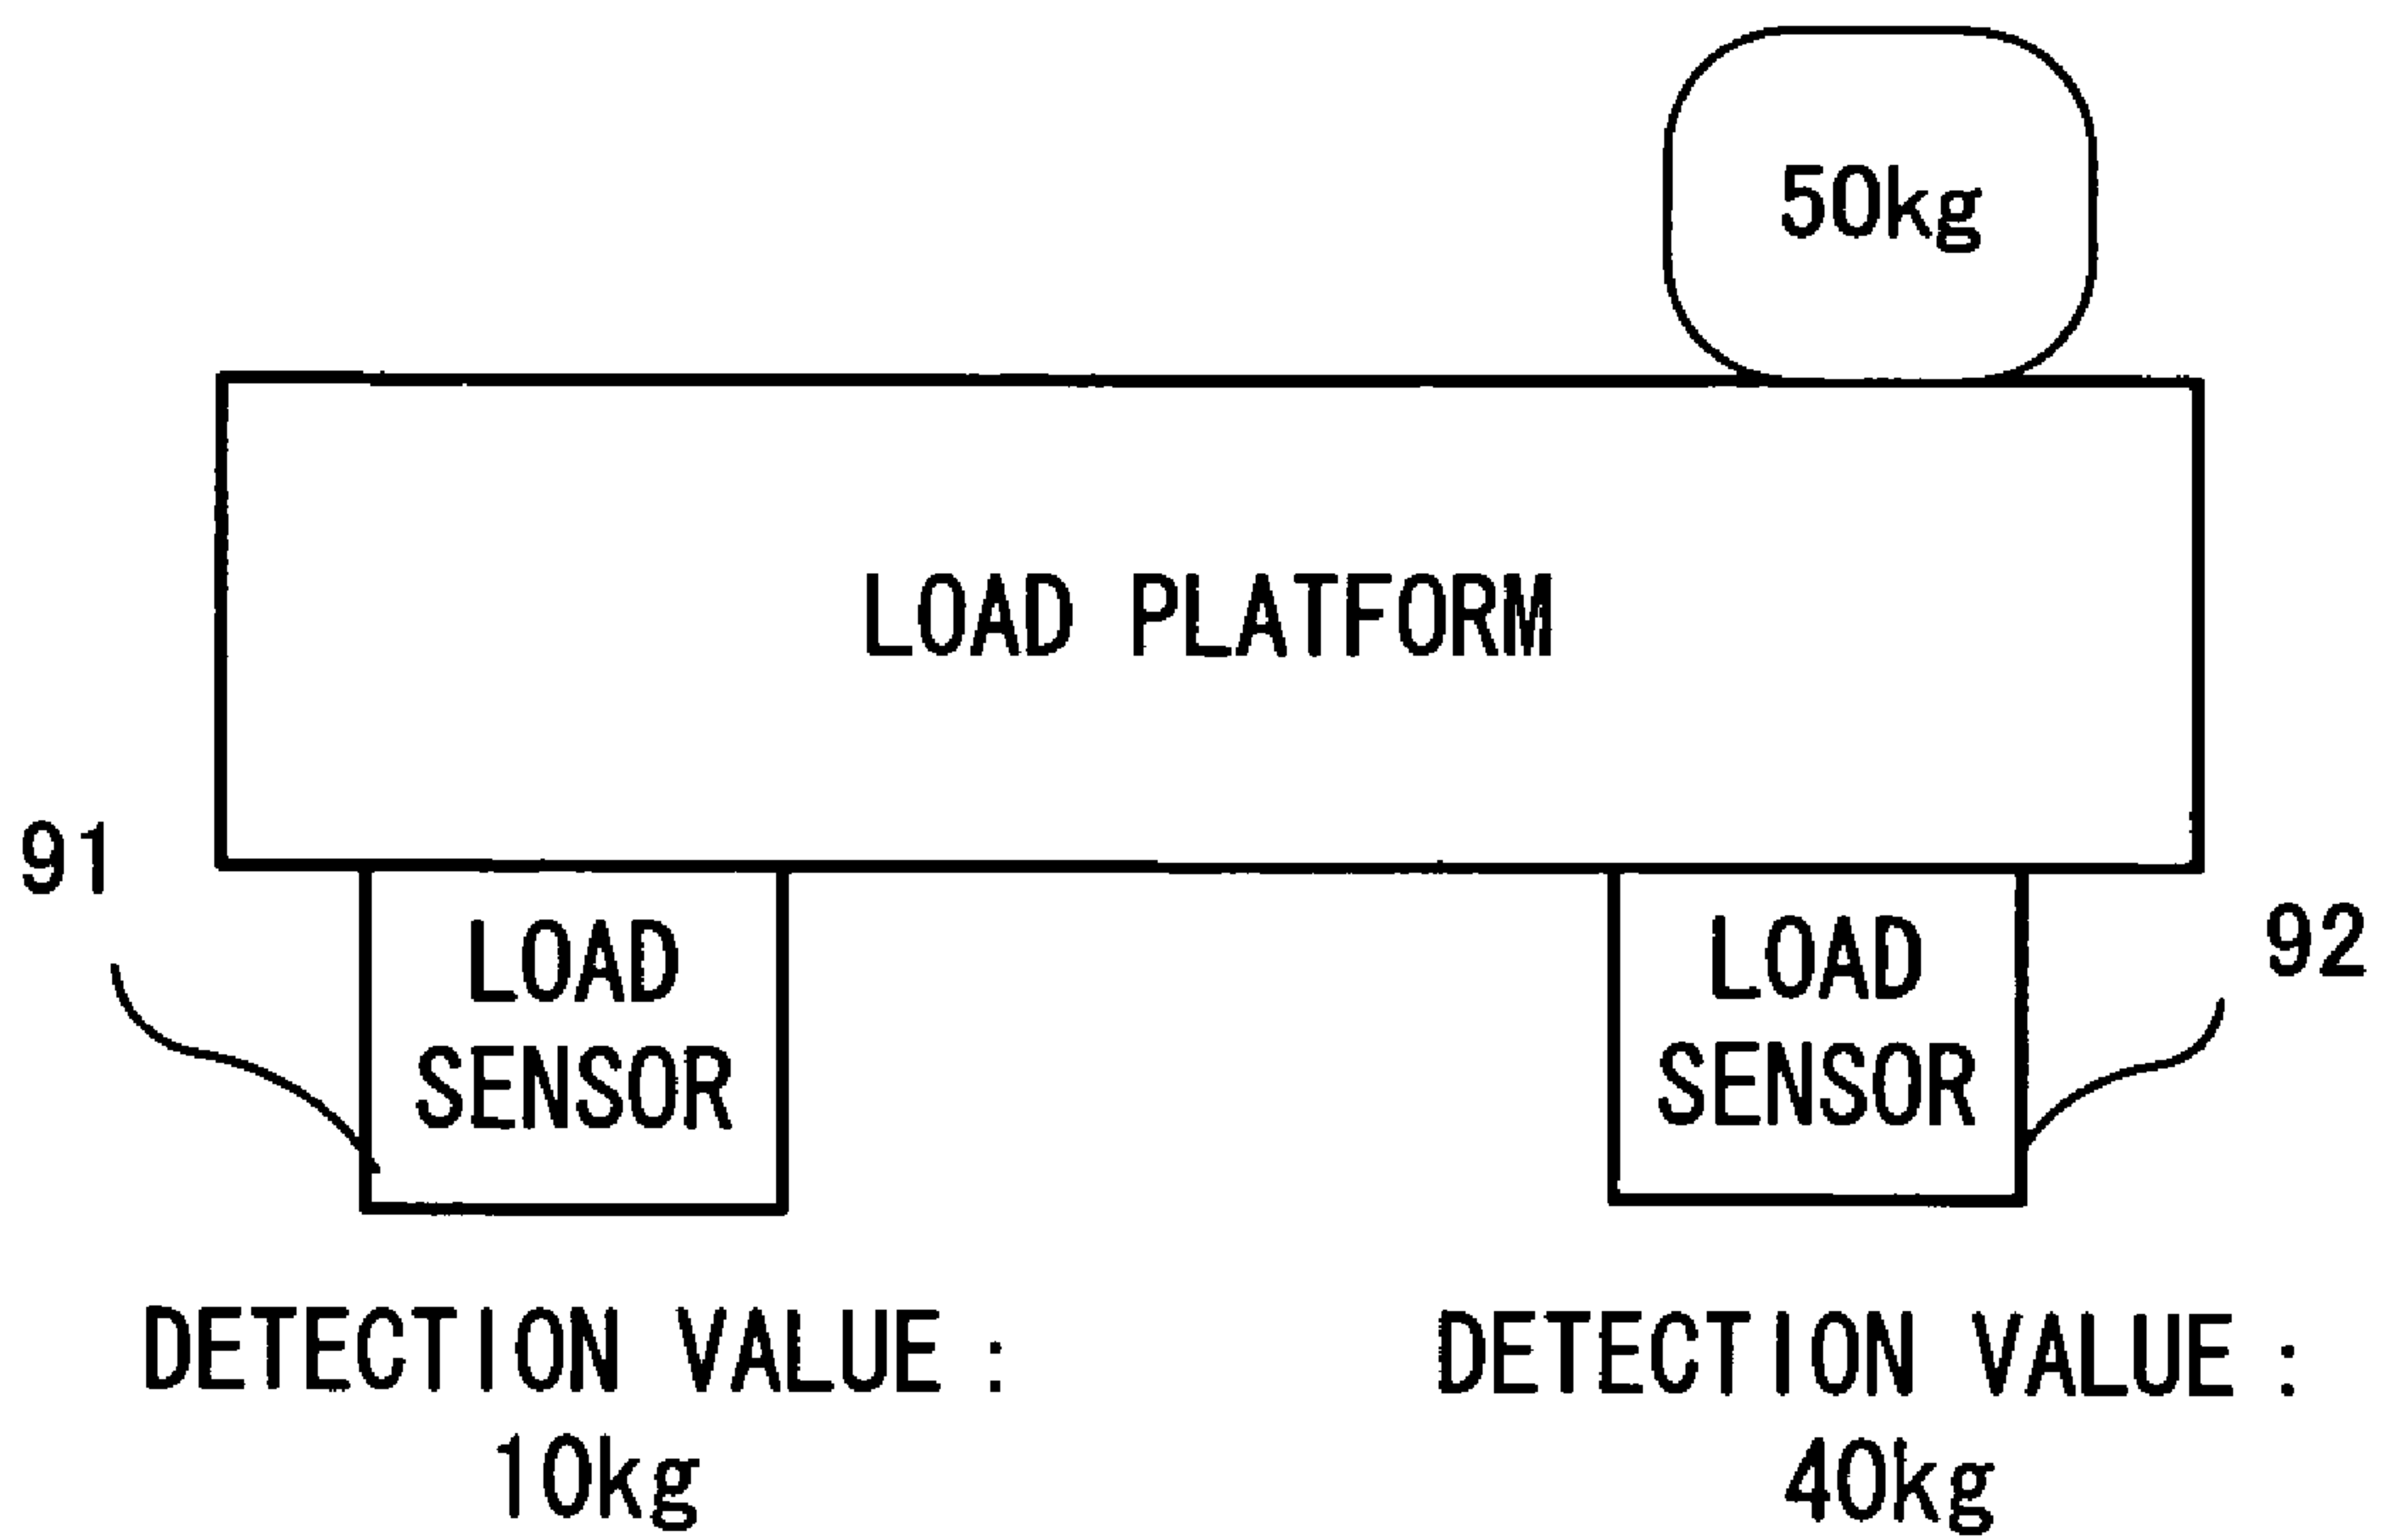 50kg
LOAD PLATFORM
91
92
LOAD
SENSOR
LOAD
SENSOR
DETECTION VALUE :
10kg
DETECTION VALUE :
40kg